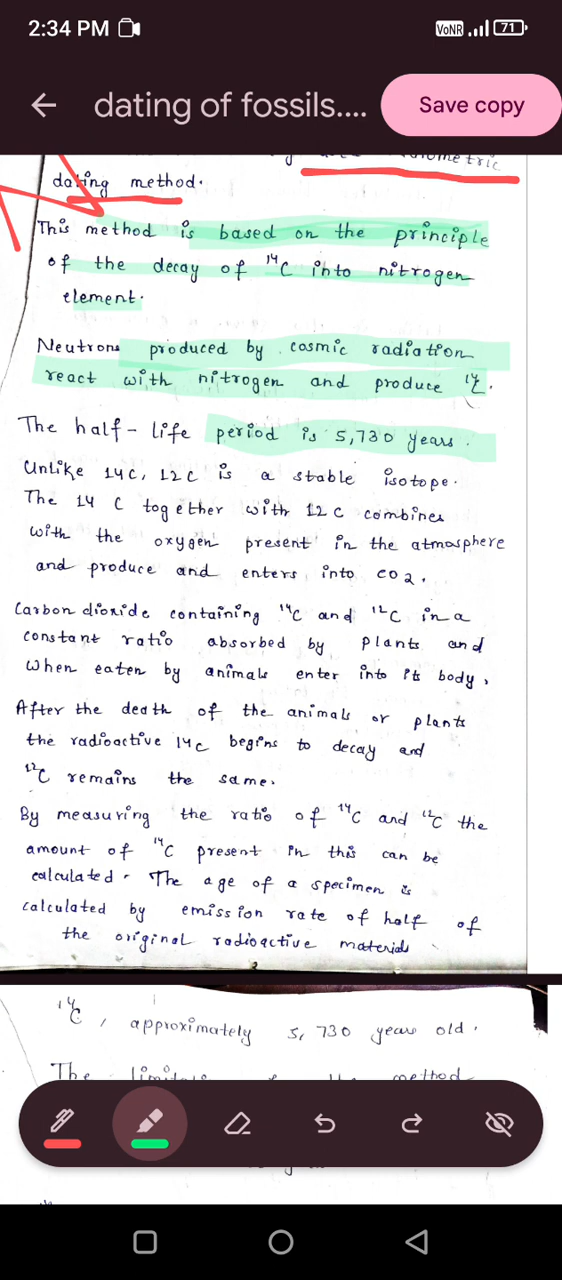 2:34 PM
VoNR 71
dating of fossils....
Save copy
dating method.
This method is based on the principle
of the decay of ¹⁴C into nitrogen
element.
Neutrons produced by cosmic radiation
react with nitrogen and produce ¹⁴C.
The half-life period is 5,730 years.
Unlike 14C, 12C is a stable isotope.
The 14 C together with 12 C combines
with the oxygen present in the atmosphere
and produce and enters into CO2.
Carbon dioxide containing ¹⁴C and ¹²C in a
constant ratio absorbed by plants and
when eaten by animals enter into its body,
After the death of the animals or plants
the radioactive 14C begins to decay and
¹²C remains the same.
By measuring the ratio of ¹⁴C and ¹²C the
amount of ¹⁴C present in this can be
calculated. The age of a specimen is
calculated by emission rate of half of
the original radioactive materials
¹⁴C, approximately 5,730 years old.
The method